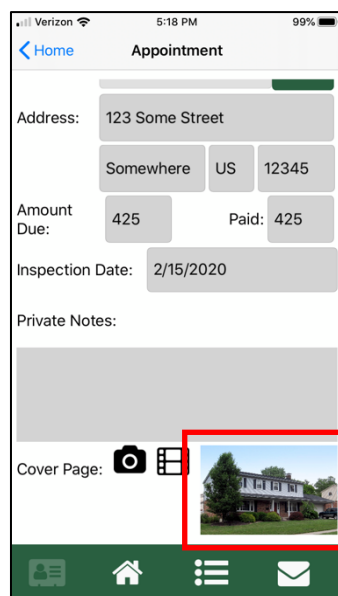 Verizon 5:18 PM 99%
Home Appointment
Address: 123 Some Street
Somewhere US 12345
Amount Due: 425 Paid: 425
Inspection Date: 2/15/2020
Private Notes:
Cover Page: